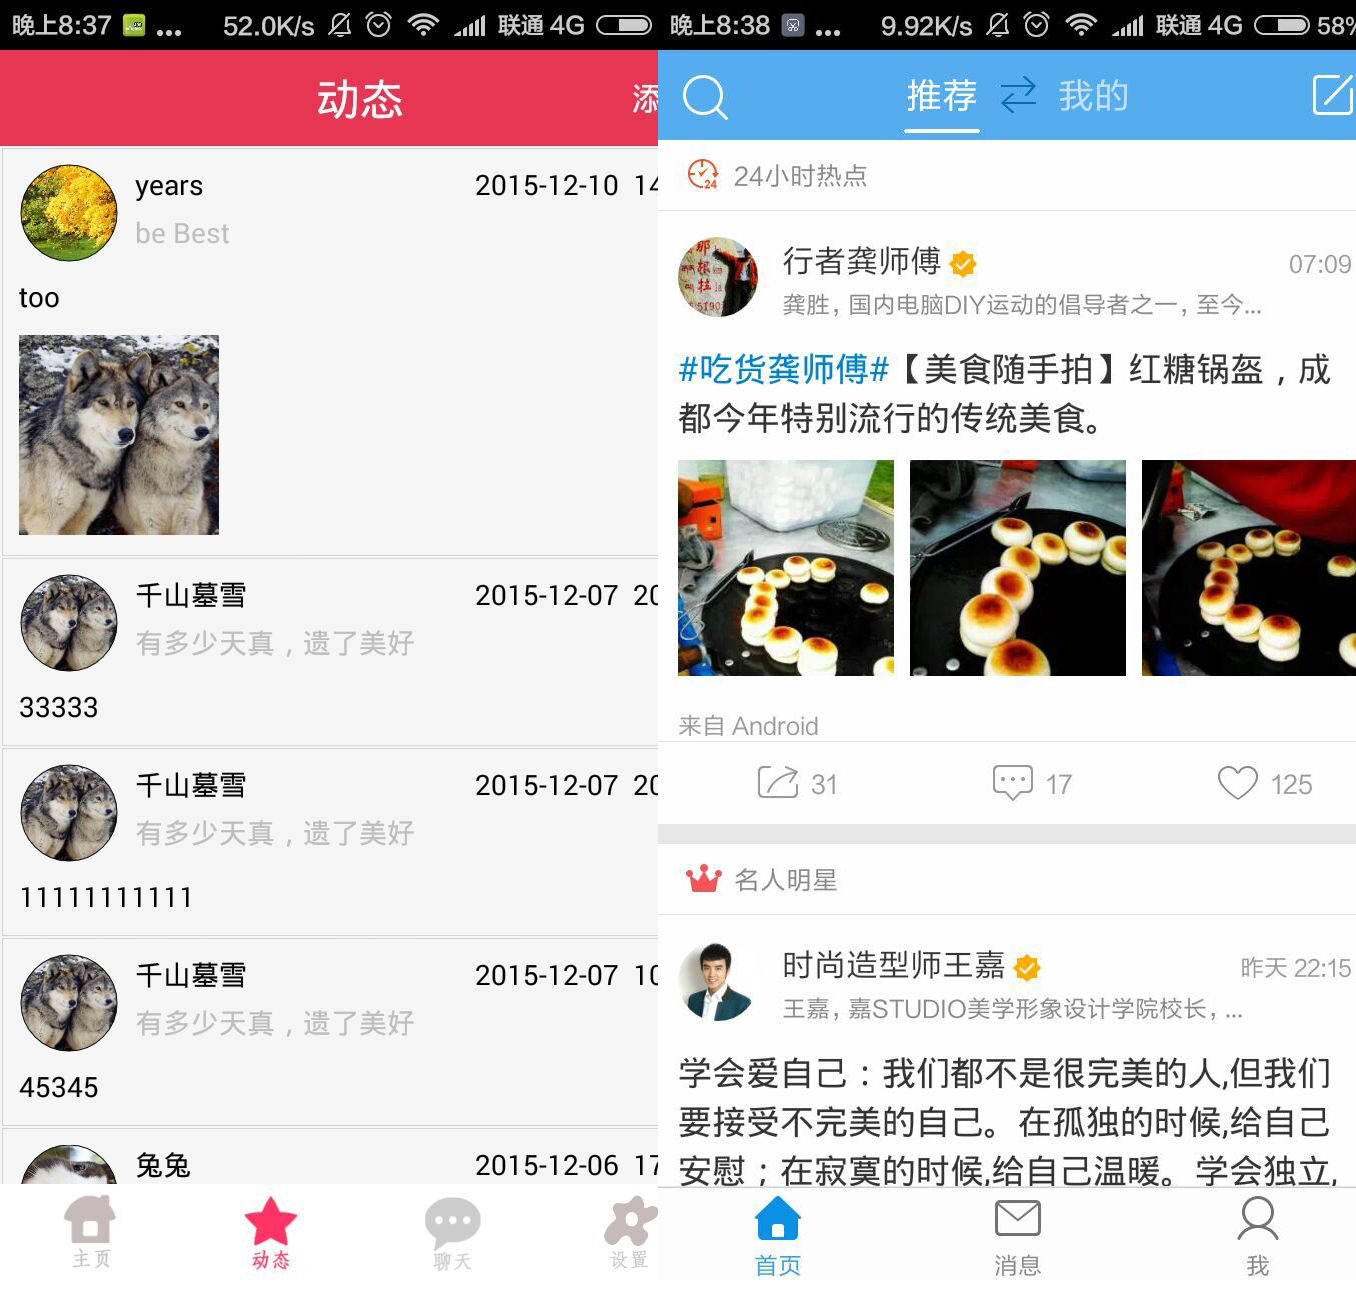 晚上8:37 ... 52.0K/s 联通 4G
动态
years 2015-12-10 14
be Best
too
千山墓雪 2015-12-07 20
有多少天真，遗了美好
33333
千山墓雪 2015-12-07 20
有多少天真，遗了美好
11111111111
千山墓雪 2015-12-07 10
有多少天真，遗了美好
45345
兔兔 2015-12-06 17
主页 动态 聊天 设置
晚上8:38 ... 9.92K/s 联通 4G 58%
推荐 我的
24小时热点
行者龚师傅 07:09
龚胜，国内电脑DIY运动的倡导者之一，至今...
#吃货龚师傅#【美食随手拍】红糖锅盔，成
都今年特别流行的传统美食。
来自 Android
31 17 125
名人明星
时尚造型师王嘉 昨天 22:15
王嘉，嘉STUDIO美学形象设计学院校长，...
学会爱自己：我们都不是很完美的人,但我们
要接受不完美的自己。在孤独的时候,给自己
安慰；在寂寞的时候,给自己温暖。学会独立,
首页 消息 我